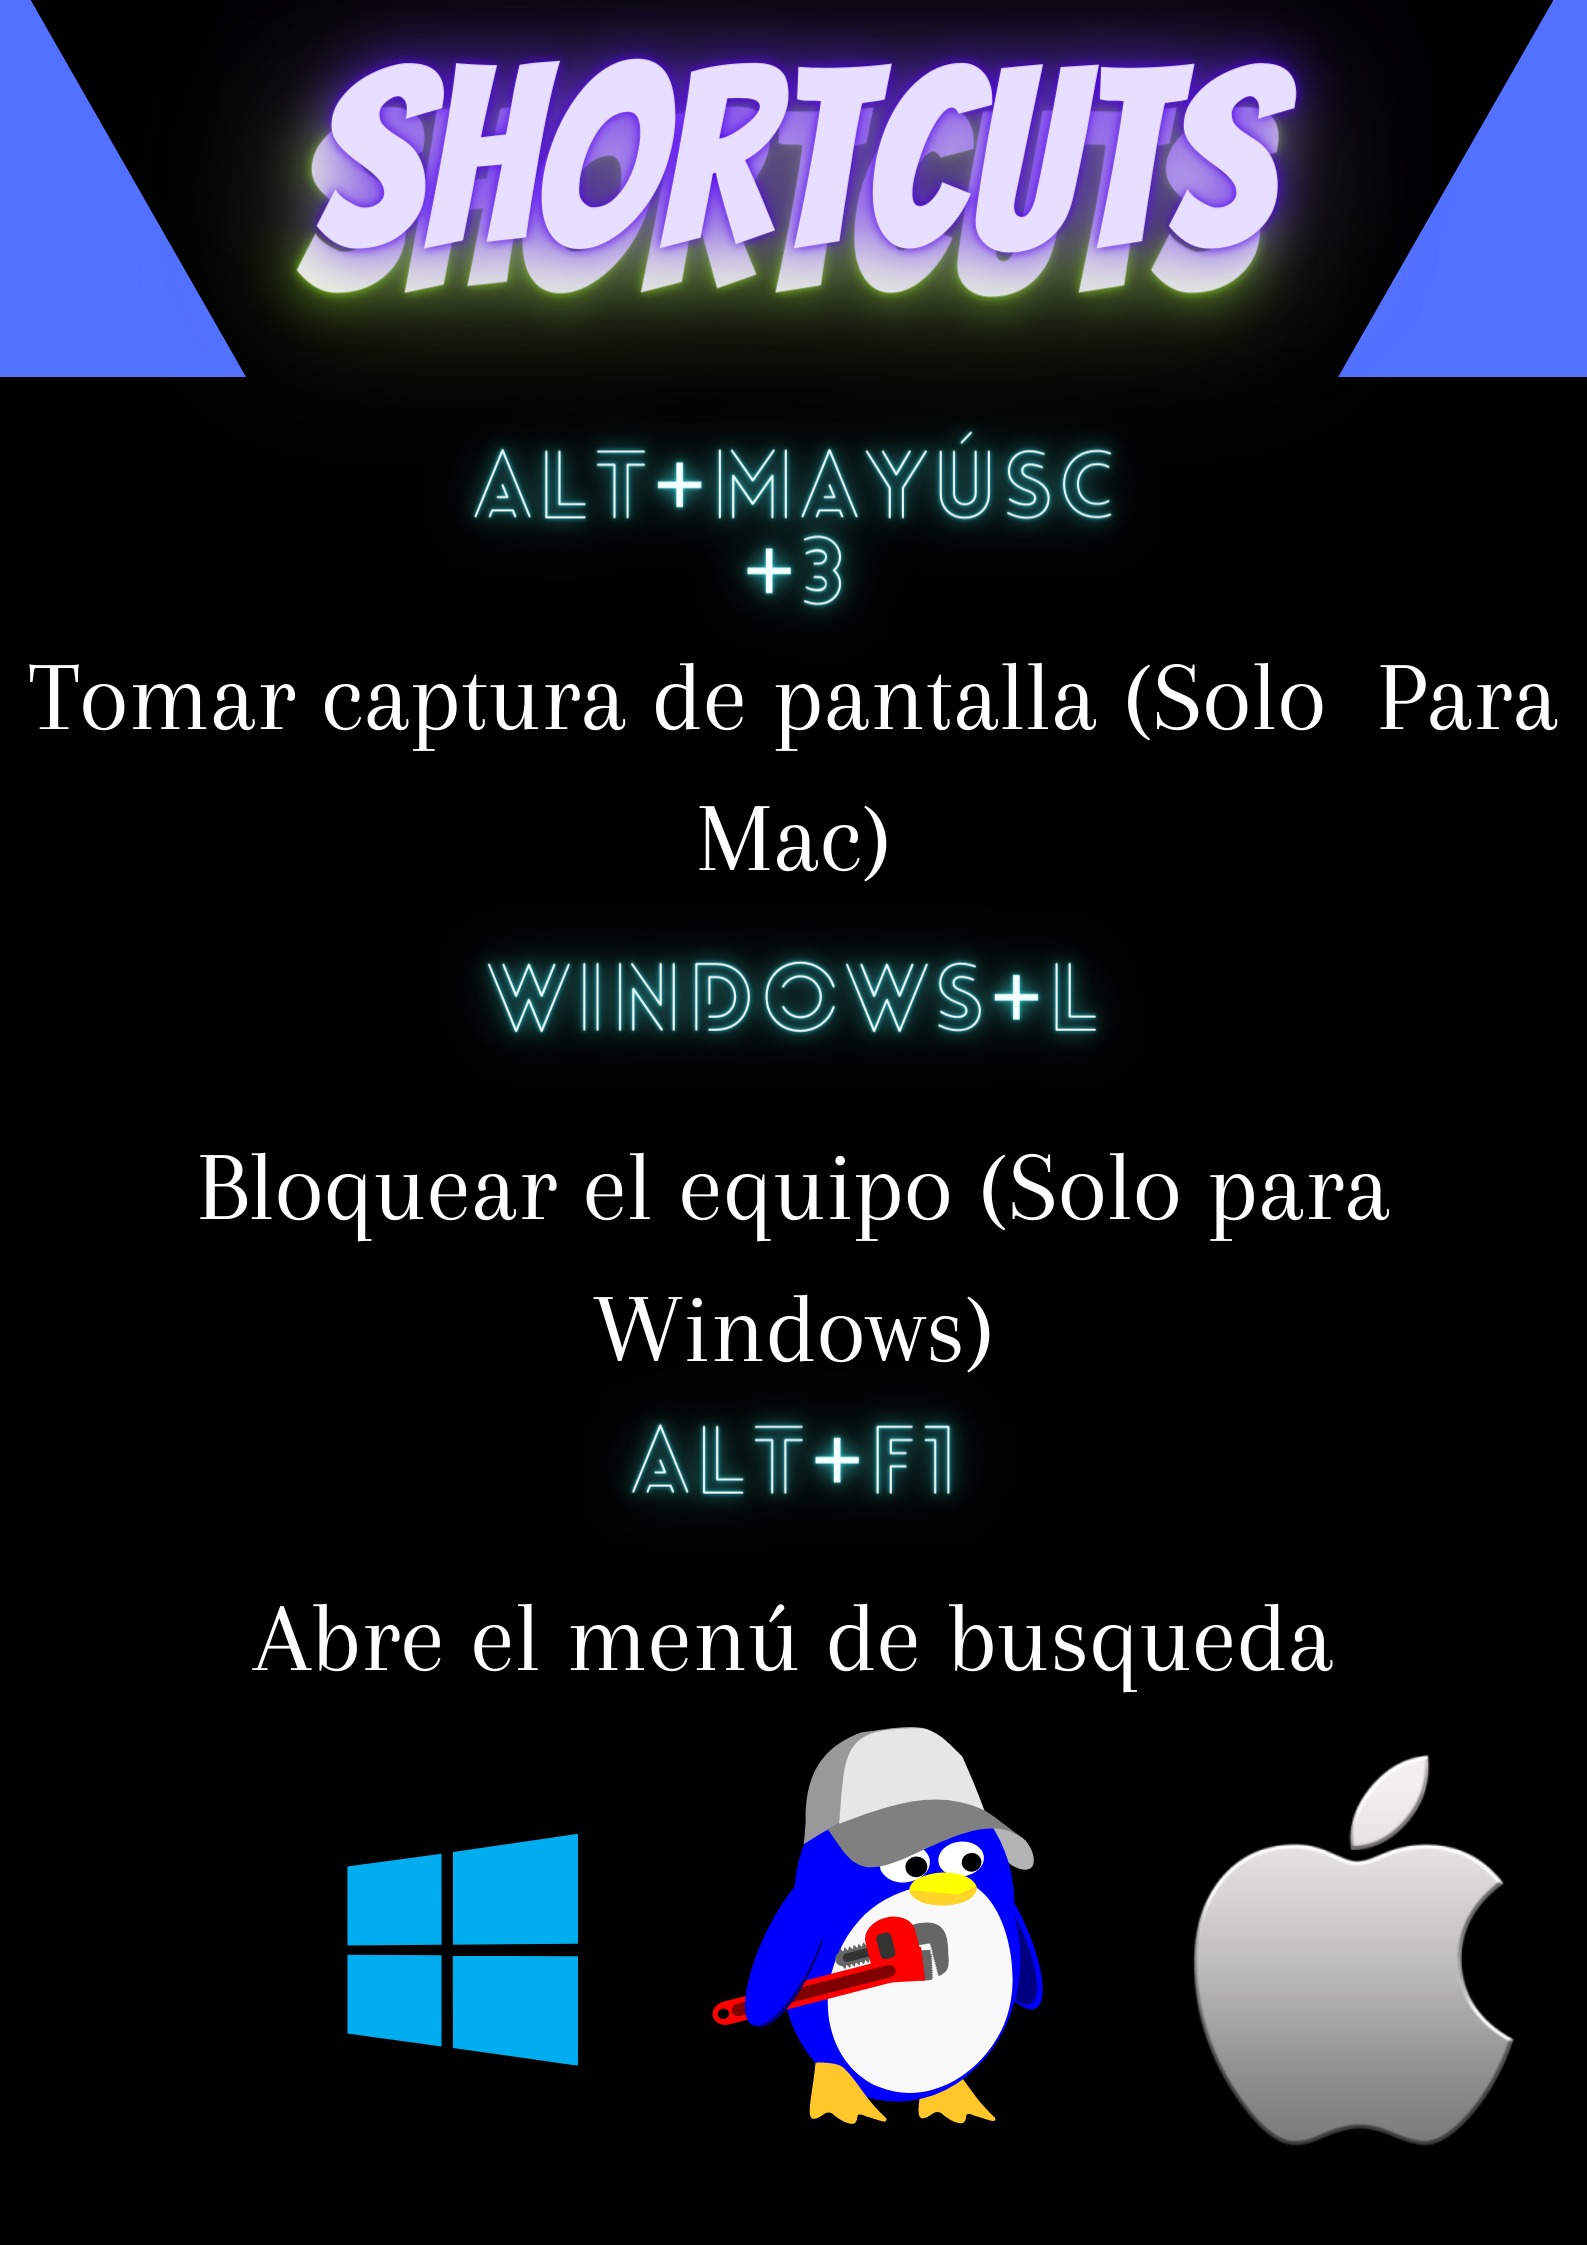 SHORTCUTS
ALT+MAYÚSC
+3
Tomar captura de pantalla (Solo  Para
Mac)
WINDOWS+L
Bloquear el equipo (Solo para
Windows)
ALT+F1
Abre el menú de busqueda